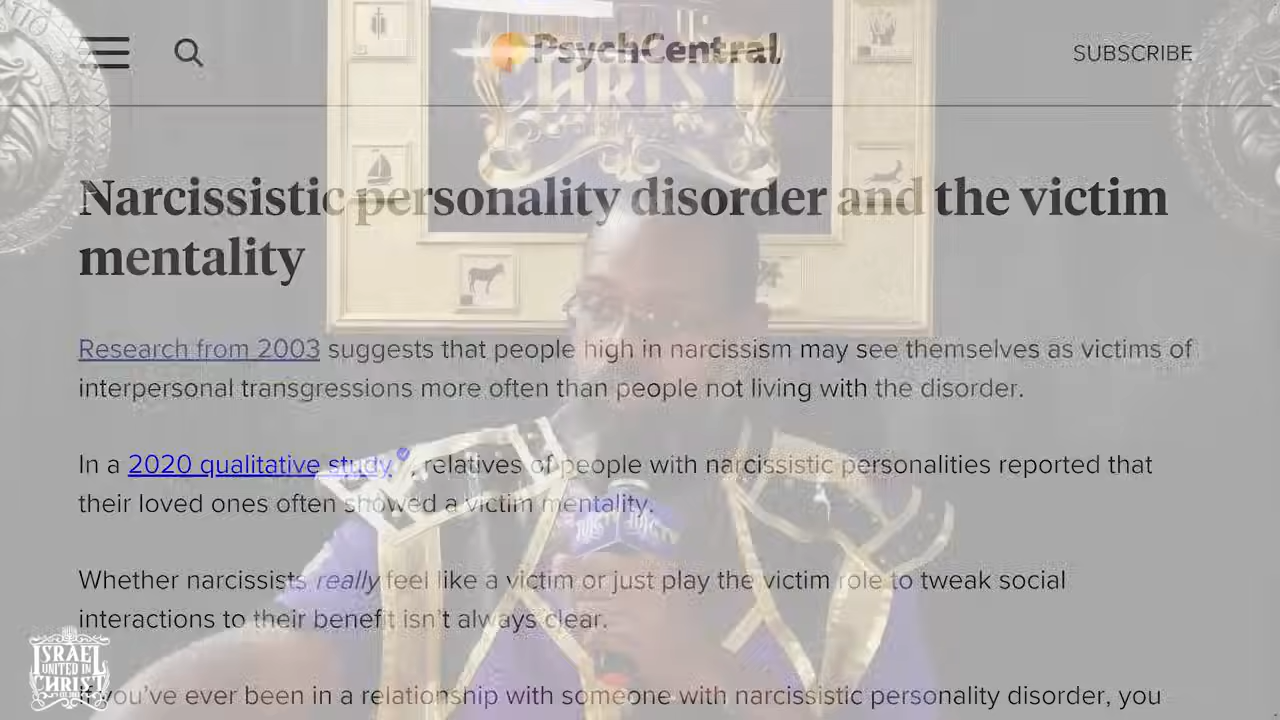 PsychCentral
SUBSCRIBE
CHRIST
Narcissistic personality disorder and the victim
mentality
Research from 2003 suggests that people high in narcissism may see themselves as victims of
interpersonal transgressions more often than people not living with the disorder.
In a 2020 qualitative study, relatives of people with narcissistic personalities reported that
their loved ones often showed a victim mentality.
Whether narcissists really feel like a victim or just play the victim role to tweak social
interactions to their benefit isn't always clear.
If you've ever been in a relationship with someone with narcissistic personality disorder, you
ISRAEL
UNITED IN
CHRIST